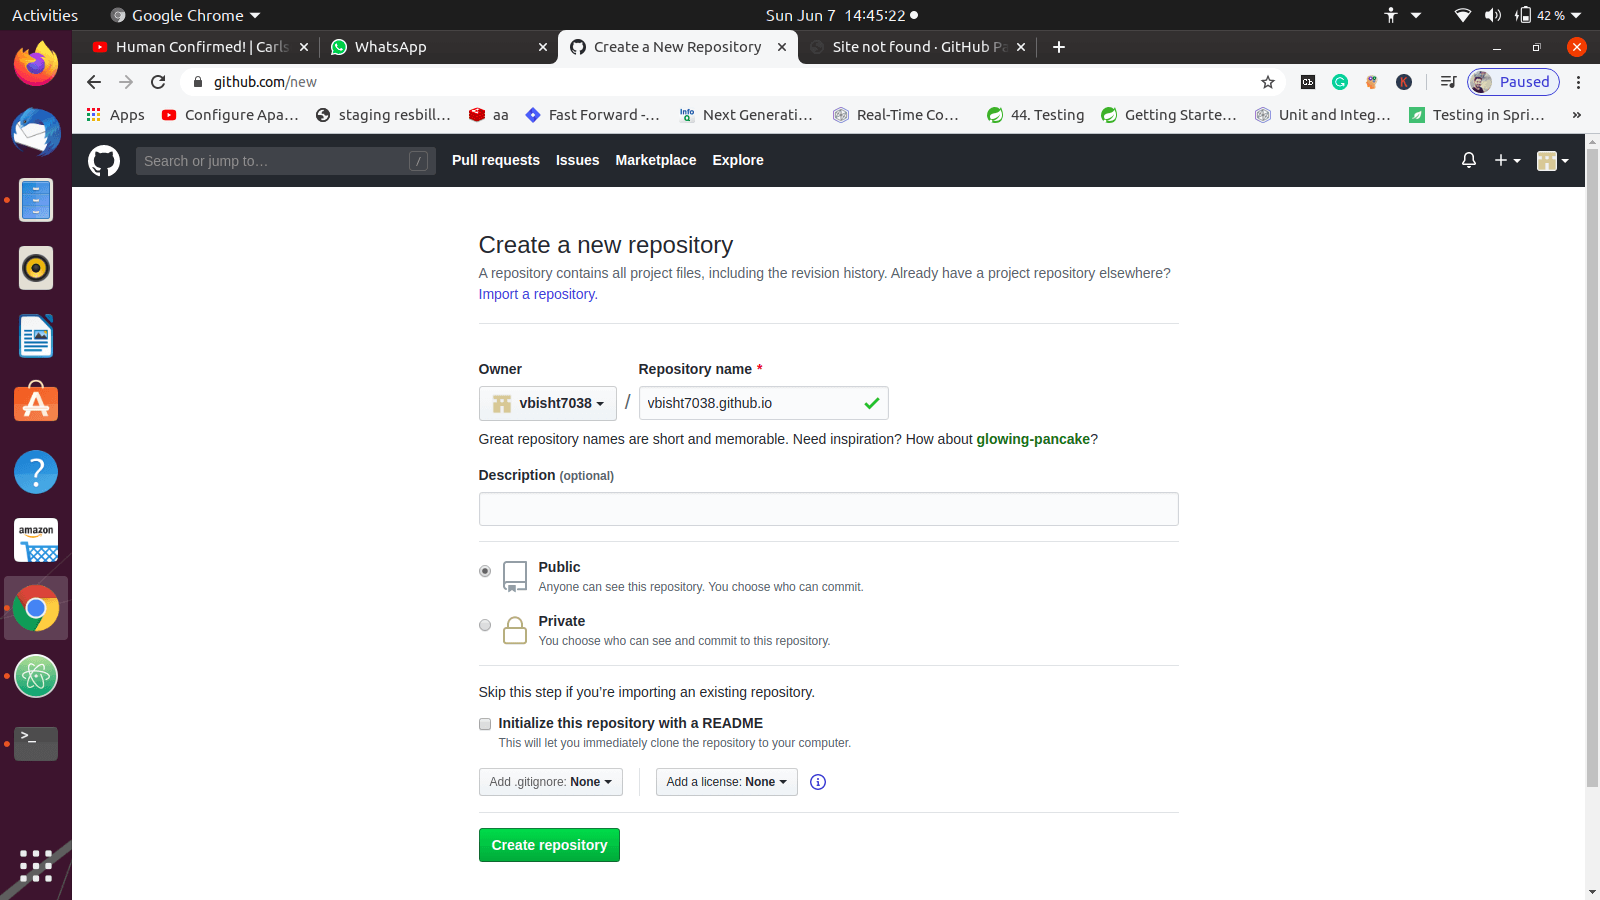 Activities
Google Chrome
Sun Jun 7 14:45:22
42 %
Human Confirmed! | Carls
WhatsApp
Create a New Repository
Site not found · GitHub Pa
github.com/new
Paused
Apps
Configure Apa…
staging resbill…
aa
Fast Forward -…
Next Generati…
Real-Time Co…
44. Testing
Getting Starte…
Unit and Integ…
Testing in Spri…
»
Search or jump to…
/
Pull requests
Issues
Marketplace
Explore
Create a new repository
A repository contains all project files, including the revision history. Already have a project repository elsewhere?
Import a repository.
Owner
Repository name *
vbisht7038
/
vbisht7038.github.io
Great repository names are short and memorable. Need inspiration? How about glowing-pancake?
Description (optional)
Public
Anyone can see this repository. You choose who can commit.
Private
You choose who can see and commit to this repository.
Skip this step if you’re importing an existing repository.
Initialize this repository with a README
This will let you immediately clone the repository to your computer.
Add .gitignore: None
Add a license: None
Create repository
amazon